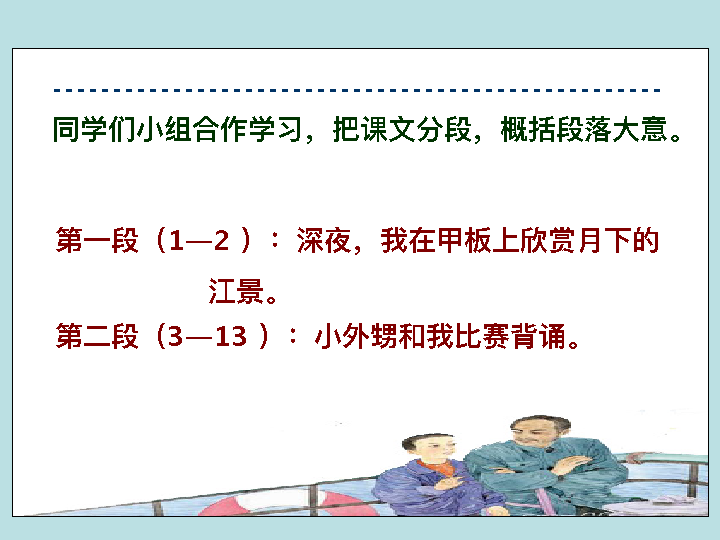 同学们小组合作学习，把课文分段，概括段落大意。
第一段（1—2 ）： 深夜，我在甲板上欣赏月下的
江景。
第二段（3—13 ）：小外甥和我比赛背诵。